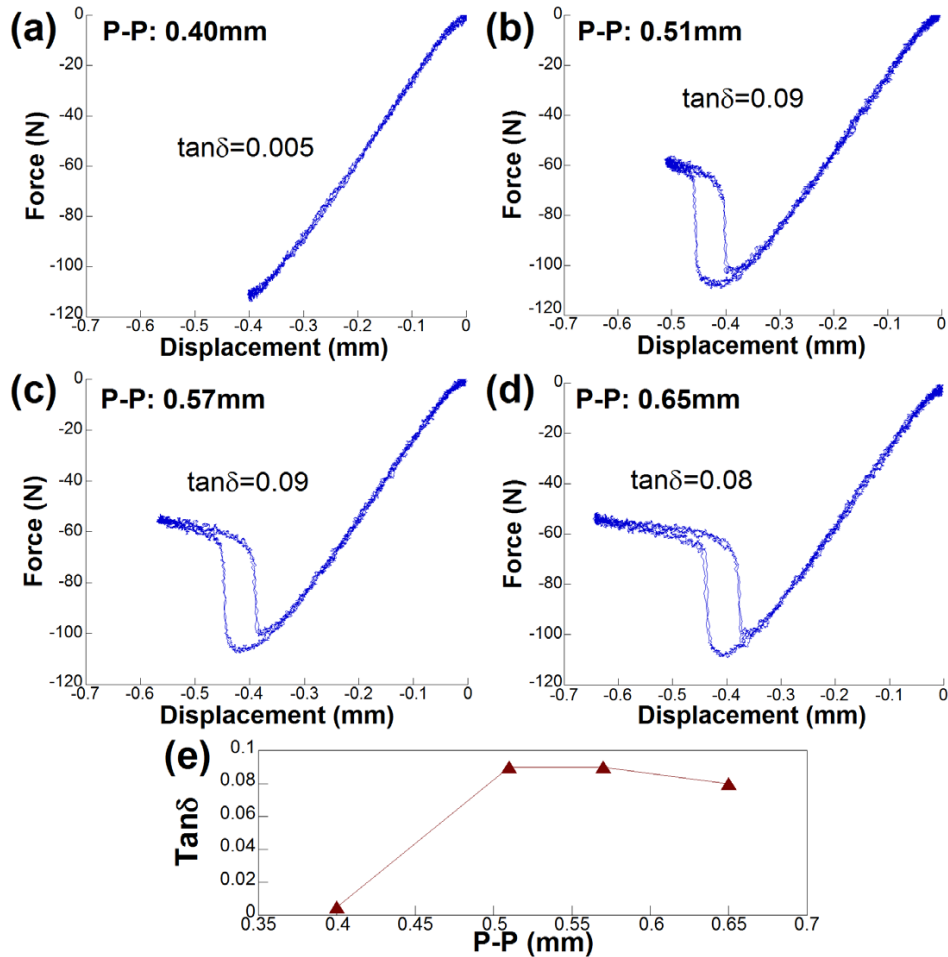 (a) P-P: 0.40mm
0
-20
-40
-60
-80
-100
-120
tanδ=0.005
Force (N)
-0.7 -0.6 -0.5 -0.4 -0.3 -0.2 -0.1 0
Displacement (mm)
(b) P-P: 0.51mm
0
-20
-40
-60
-80
-100
-120
tanδ=0.09
Force (N)
-0.7 -0.6 -0.5 -0.4 -0.3 -0.2 -0.1 0
Displacement (mm)
(c) P-P: 0.57mm
0
-20
-40
-60
-80
-100
-120
tanδ=0.09
Force (N)
-0.7 -0.6 -0.5 -0.4 -0.3 -0.2 -0.1 0
Displacement (mm)
(d) P-P: 0.65mm
0
-20
-40
-60
-80
-100
-120
tanδ=0.08
Force (N)
-0.7 -0.6 -0.5 -0.4 -0.3 -0.2 -0.1 0
Displacement (mm)
(e)
0.1
0.08
0.06
0.04
0.02
0
Tanδ
0.35 0.4 0.45 0.5 0.55 0.6 0.65 0.7
P-P (mm)